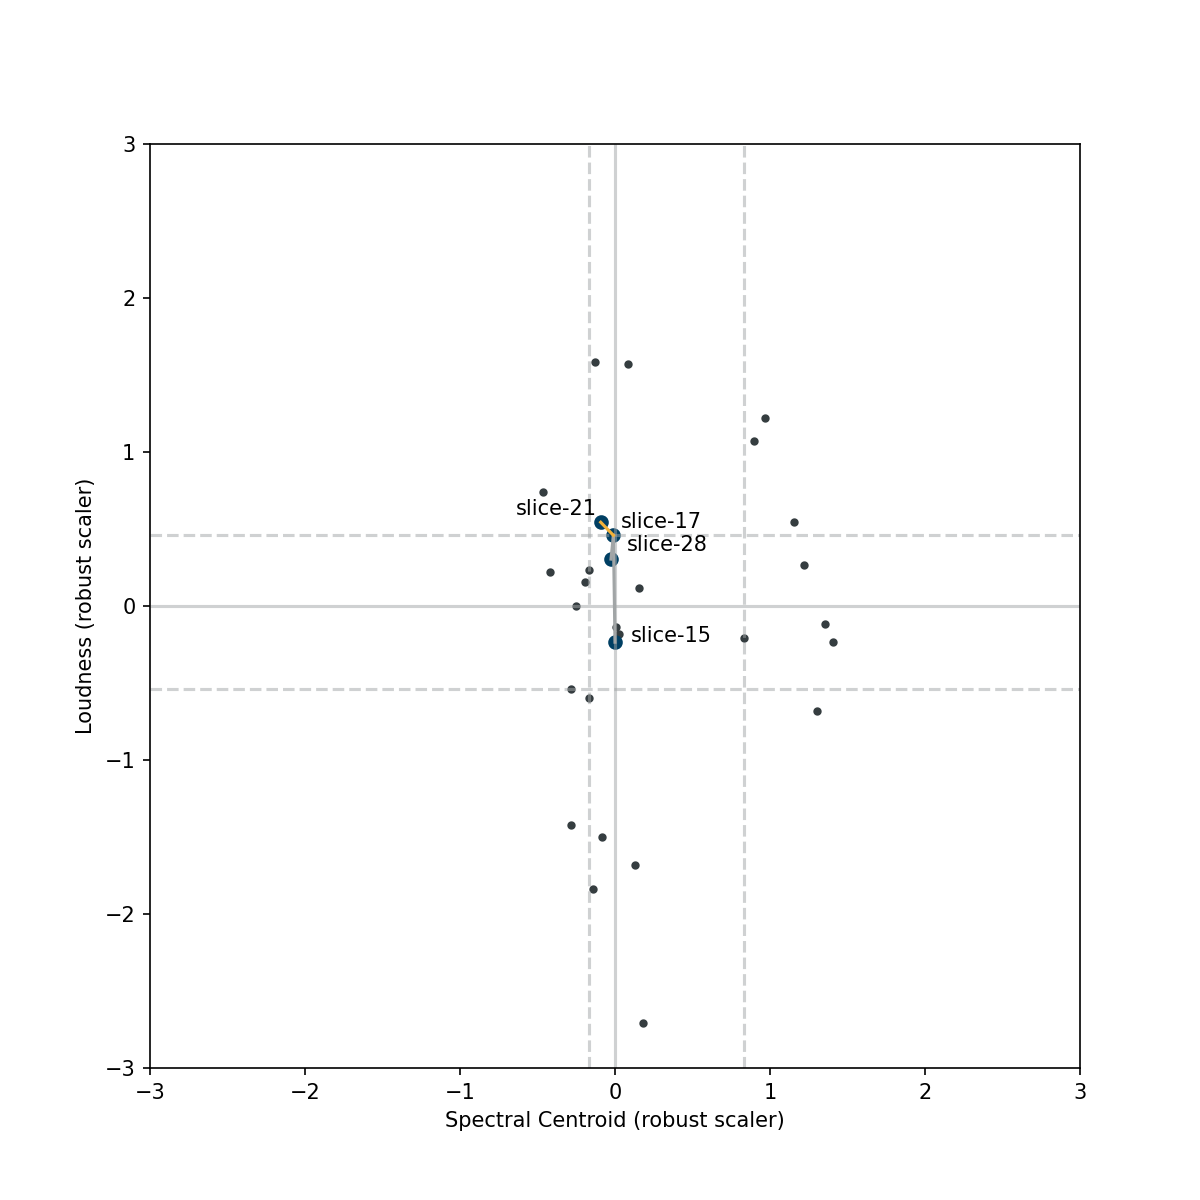 3
2
1
0
−1
−2
−3
Loudness (robust scaler)
slice-21
slice-17
slice-28
slice-15
−3
−2
−1
0
1
2
3
Spectral Centroid (robust scaler)